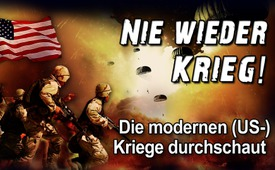 NIE WIEDER
KRIEG!
Die modernen (US-)
Kriege durchschaut